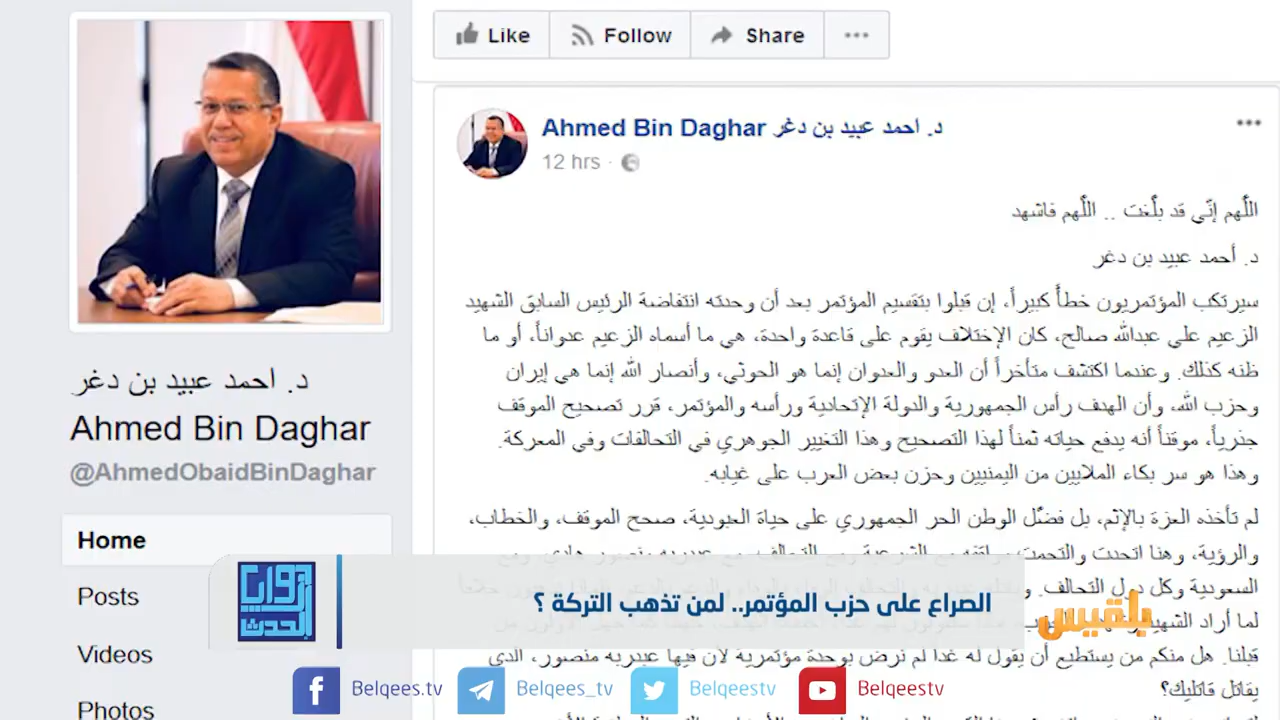 Like
Follow
Share
Ahmed Bin Daghar د. احمد عبيد بن دغر
12 hrs
اللَّهم إنّي قد بلَّغت .. اللَّهم فاشهد
د. أحمد عبيد بن دغر
سيرتكب المؤتمريون خطأً كبيراً، إن قبلوا بتقسيم المؤتمر بعد أن وحدته انتفاضة الرئيس السابق الشهيد
الزعيم علي عبدالله صالح، كان الإختلاف يقوم على قاعدة واحدة، هي ما أسماه الزعيم عدواناً، أو ما
ظنه كذلك. وعندما اكتشف متأخراً أن العدو والعدوان إنما هو الحوثي، وأنصار الله إنما هي إيران
وحزب الله، وأن الهدف رأس الجمهورية والدولة الإتحادية ورأسه والمؤتمر، قرر تصحيح الموقف
جذرياً، موقناً أنه يدفع حياته ثمناً لهذا التصحيح وهذا التغيير الجوهري في التحالفات وفي المعركة.
وهذا هو سر بكاء الملايين من اليمنيين وحزن بعض العرب على غيابه.
لم تأخذه العزة بالإثم، بل فضَّل الوطن الحر الجمهوري على حياة العبودية، صحح الموقف، والخطاب،
والرؤية، وهنا اتحدت والتحمت
السعودية وكل دول التحالف.
لما أراد الشهيد
قبلنا. هل منكم من يستطيع أن يقول له غدا لم نرض بوحدة مؤتمرية لأن فيها عبدربه منصور، الذي
يقاتل قاتليك؟
د. احمد عبيد بن دغر
Ahmed Bin Daghar
@AhmedObaidBinDaghar
Home
Posts
Videos
Photos
زوايا الحدث
الصراع على حزب المؤتمر.. لمن تذهب التركة ؟
بلقيس
Belqees.tv
Belqees_tv
Belqeestv
Belqeestv